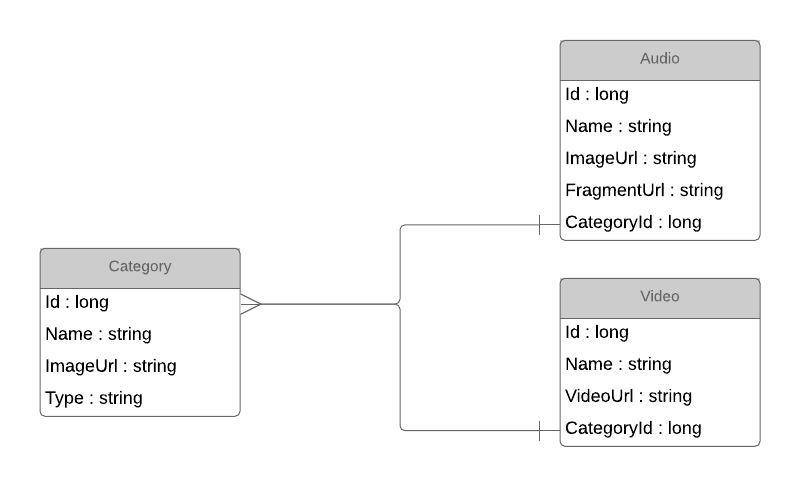 Category
Id : long
Name : string
ImageUrl : string
Type : string
Audio
Id : long
Name : string
ImageUrl : string
FragmentUrl : string
CategoryId : long
Video
Id : long
Name : string
VideoUrl : string
CategoryId : long